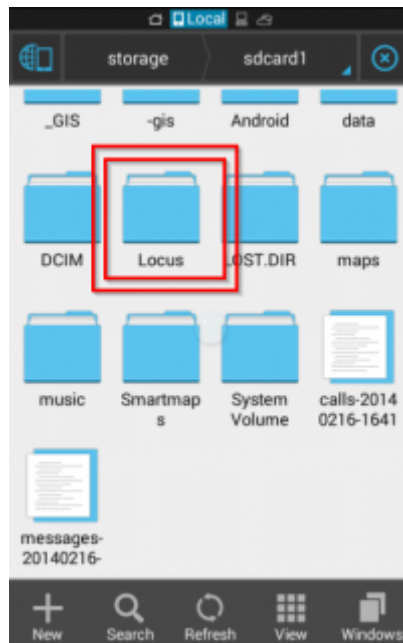 Local
storage sdcard1
_GIS -gis Android data
DCIM Locus LOST.DIR maps
music Smartmap System calls-2014
s Volume 0216-1641
messages-
20140216-
New Search Refresh View Windows